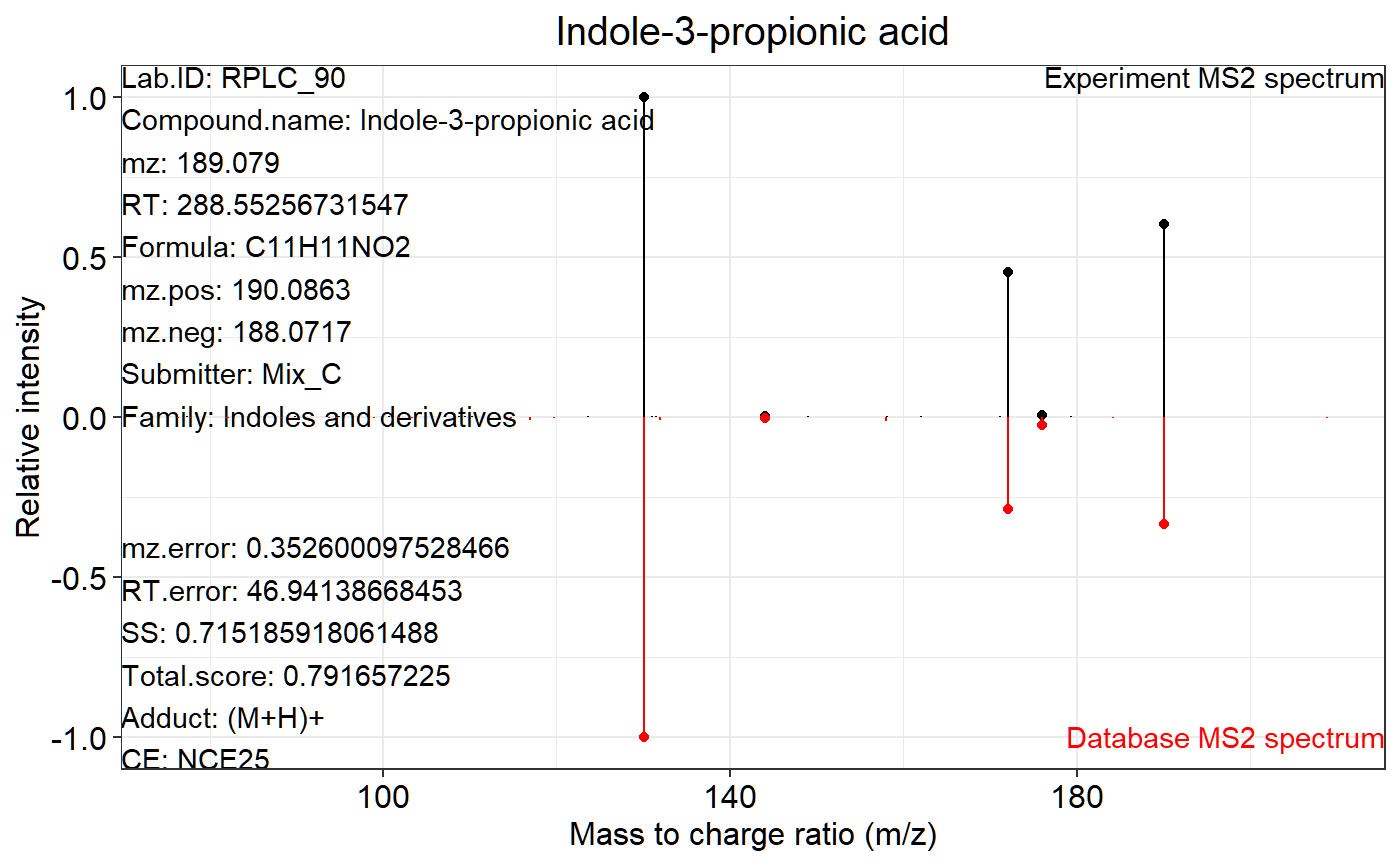 Indole-3-propionic acid
Lab.ID: RPLC_90
Experiment MS2 spectrum
1.0
Compound.name: Indole-3-propionic acid
mz: 189.079
RT: 288.55256731547
Formula: C11H11NO2
0.5
mz.pos: 190.0863
mz.neg: 188.0717
Submitter: Mix_C
0.0
Family: Indoles and derivatives
Relative intensity
mz.error: 0.352600097528466
-0.5
RT.error: 46.94138668453
SS: 0.715185918061488
Total.score: 0.791657225
Adduct: (M+H)+
-1.0
Database MS2 spectrum
CE: NCE25
100 140 180
Mass to charge ratio (m/z)